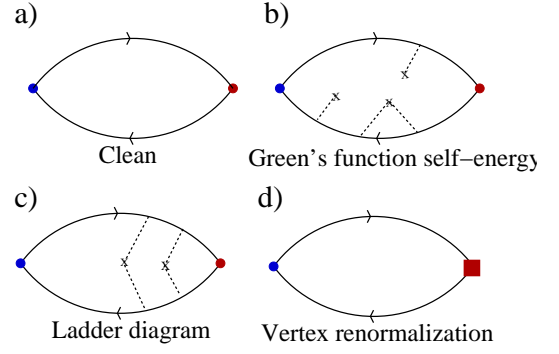 a)
b)
x
x
x
Clean
Green's function self-energy
c)
d)
x
x
Ladder diagram
Vertex renormalization